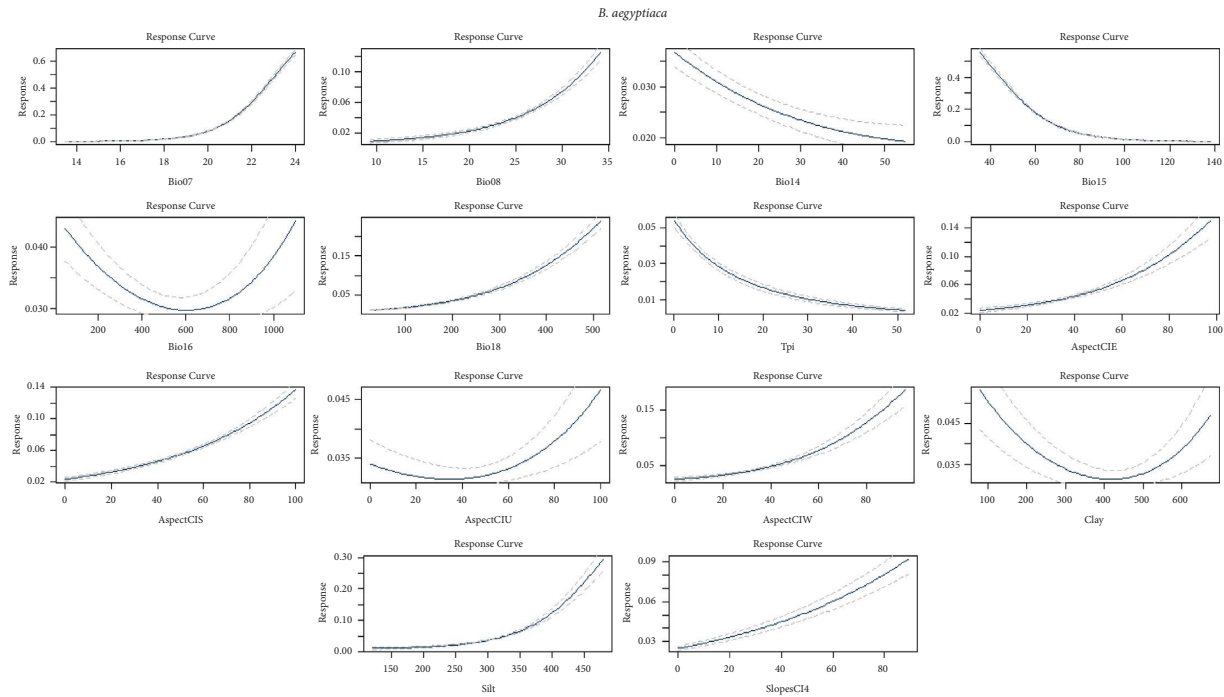 B. aegyptiaca
Response Curve
Response
0.6
0.4
0.2
0.0
14 16 18 20 22 24
Bio07
Response Curve
Response
0.10
0.06
0.02
10 15 20 25 30 35
Bio08
Response Curve
Response
0.030
0.020
0 10 20 30 40 50
Bio14
Response Curve
Response
0.4
0.2
0.0
40 60 80 100 120 140
Bio15
Response Curve
Response
0.040
0.030
200 400 600 800 1000
Bio16
Response Curve
Response
0.15
0.05
100 200 300 400 500
Bio18
Response Curve
Response
0.05
0.03
0.01
0 10 20 30 40 50
Tpi
Response Curve
Response
0.14
0.10
0.06
0.02
0 20 40 60 80 100
AspectCIE
Response Curve
Response
0.14
0.10
0.06
0.02
0 20 40 60 80 100
AspectCIS
Response Curve
Response
0.045
0.035
0 20 40 60 80 100
AspectCIU
Response Curve
Response
0.15
0.05
0 20 40 60 80
AspectCIW
Response Curve
Response
0.045
0.035
100 200 300 400 500 600
Clay
Response Curve
Response
0.30
0.20
0.10
0.00
150 200 250 300 350 400 450
Silt
Response Curve
Response
0.09
0.06
0.03
0 20 40 60 80
SlopesCI4